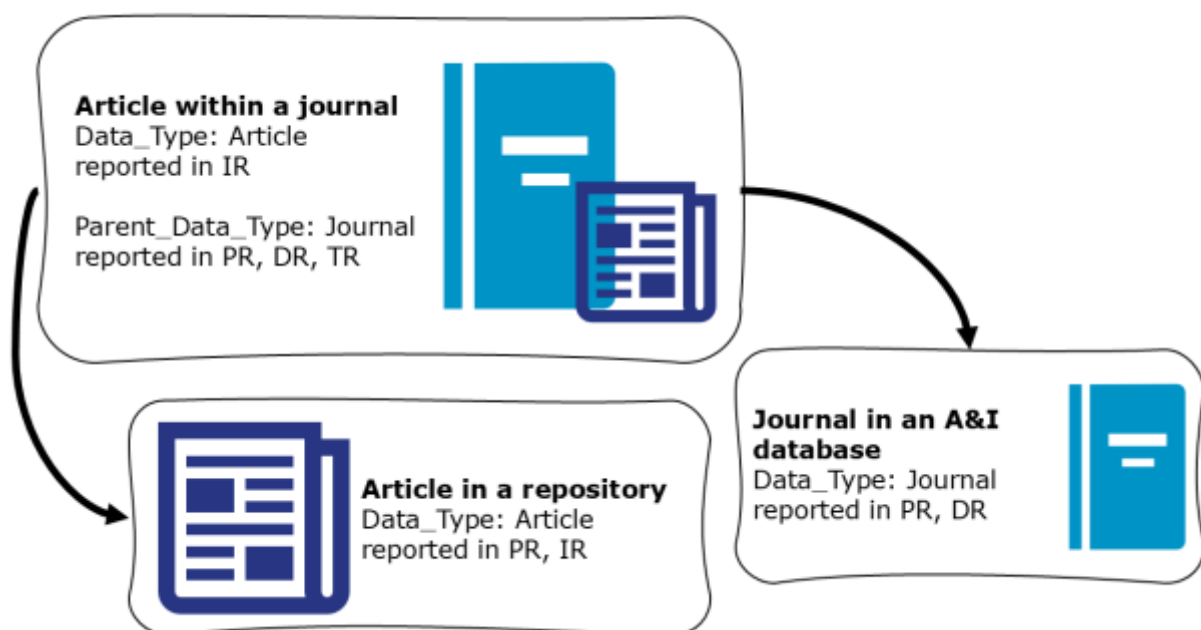 Article within a journal
Data_Type: Article
reported in IR
Parent_Data_Type: Journal
reported in PR, DR, TR
Article in a repository
Data_Type: Article
reported in PR, IR
Journal in an A&I
database
Data_Type: Journal
reported in PR, DR